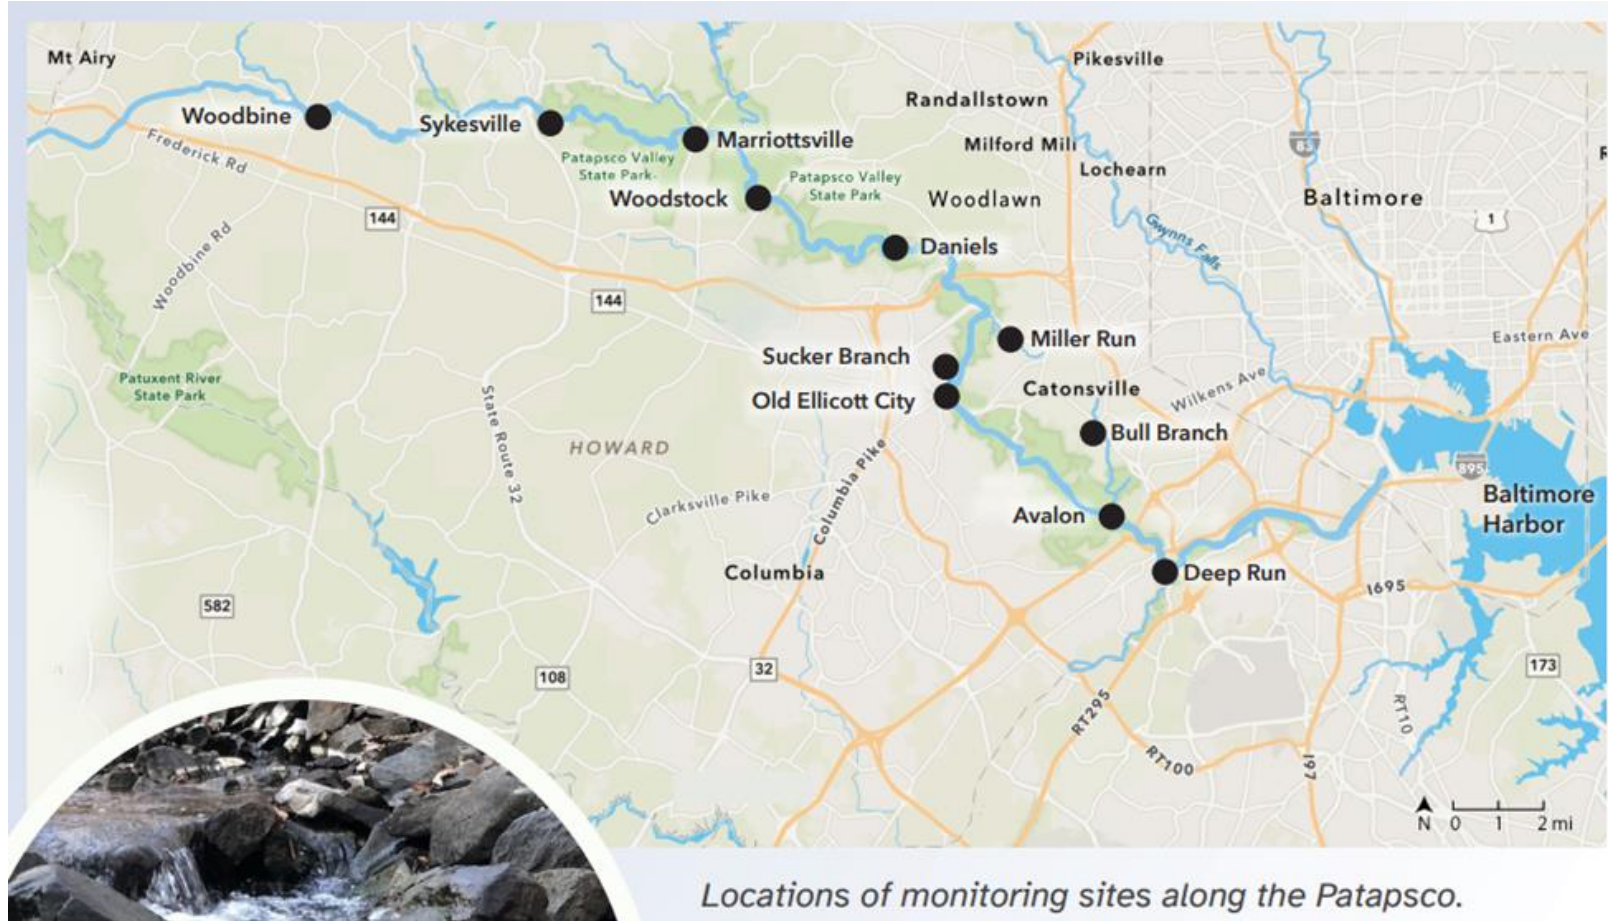 Mt Airy
Pikesville
Randallstown
Woodbine
Sykesville
Marriottsville
Milford Mill
83
R
Frederick Rd
Patapsco Valley
State Park
Lochearn
Patapsco Valley
State Park
Woodstock
Woodlawn
Baltimore
144
1
Gwynns Falls
Daniels
Woodbine Rd
144
Miller Run
Eastern Ave
Sucker Branch
Patuxent River
State Park
Catonsville
Wilkens Ave
Old Ellicott City
State Route 32
HOWARD
Bull Branch
Columbia Pike
895
Clarksville Pike
Baltimore
Harbor
Avalon
Columbia
Deep Run
I695
582
32
108
173
RT295
RT10
RT100
I97
N 0 1 2 mi
Locations of monitoring sites along the Patapsco.